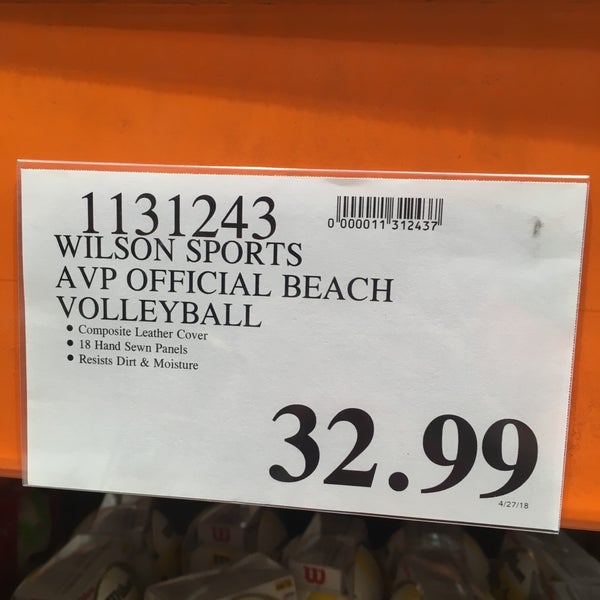 1131243
0 000011 312437
WILSON SPORTS
AVP OFFICIAL BEACH
VOLLEYBALL
• Composite Leather Cover
• 18 Hand Sewn Panels
• Resists Dirt & Moisture
32.99
4/27/18
W